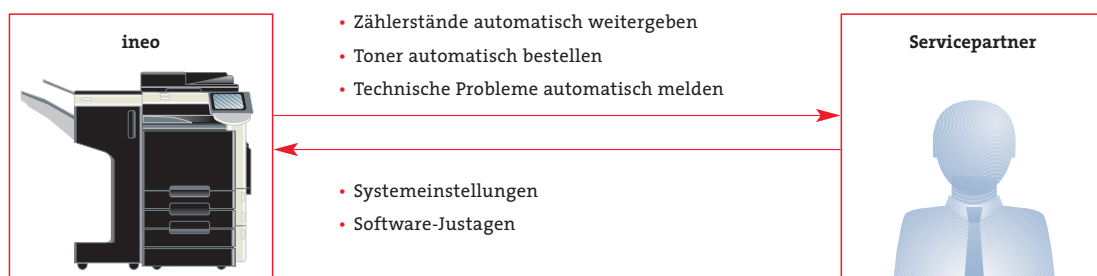 ineo
• Zählerstände automatisch weitergeben
• Toner automatisch bestellen
• Technische Probleme automatisch melden
Servicepartner
• Systemeinstellungen
• Software-Justagen